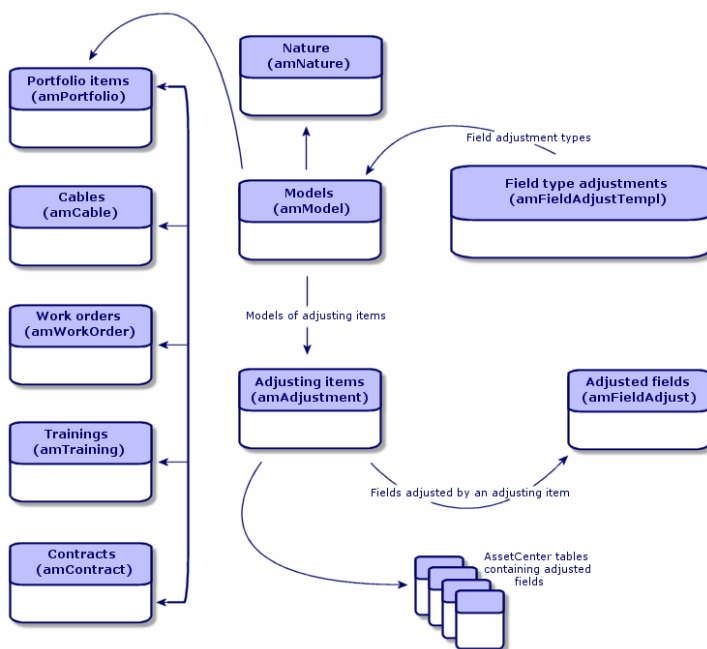 Nature
(amNature)
Portfolio items
(amPortfolio)
Field adjustment types
Cables
(amCable)
Models
(amModel)
Field type adjustments
(amFieldAdjustTempl)
Work orders
(amWorkOrder)
Models of adjusting items
Adjusting items
(amAdjustment)
Adjusted fields
(amFieldAdjust)
Trainings
(amTraining)
Fields adjusted by an adjusting item
Contracts
(amContract)
AssetCenter tables
containing adjusted
fields